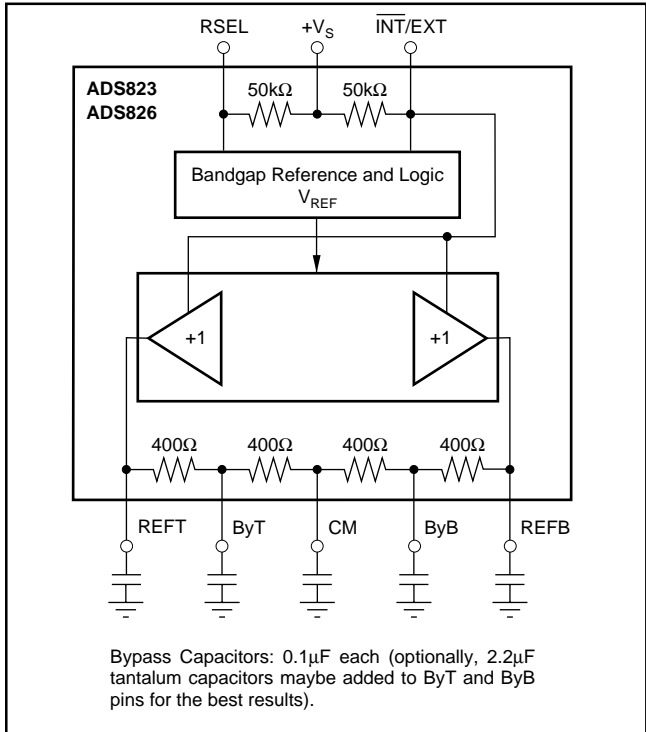 RSEL +VS INT/EXT
ADS823
ADS826
50kΩ 50kΩ
Bandgap Reference and Logic
VREF
+1 +1
400Ω 400Ω 400Ω 400Ω
REFT ByT CM ByB REFB
Bypass Capacitors: 0.1µF each (optionally, 2.2µF
tantalum capacitors maybe added to ByT and ByB
pins for the best results).